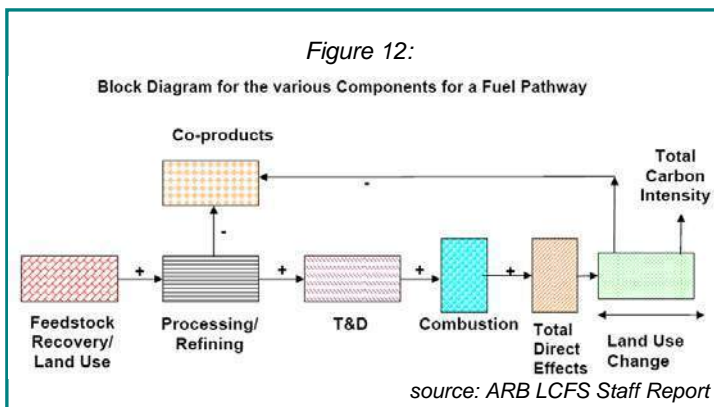 Figure 12:
Block Diagram for the various Components for a Fuel Pathway
Co-products
Total
Carbon
Intensity
-
-
+
+
+
+
Feedstock
Recovery/
Land Use
Processing/
Refining
T&D
Combustion
Total
Direct
Effects
Land Use
Change
source: ARB LCFS Staff Report